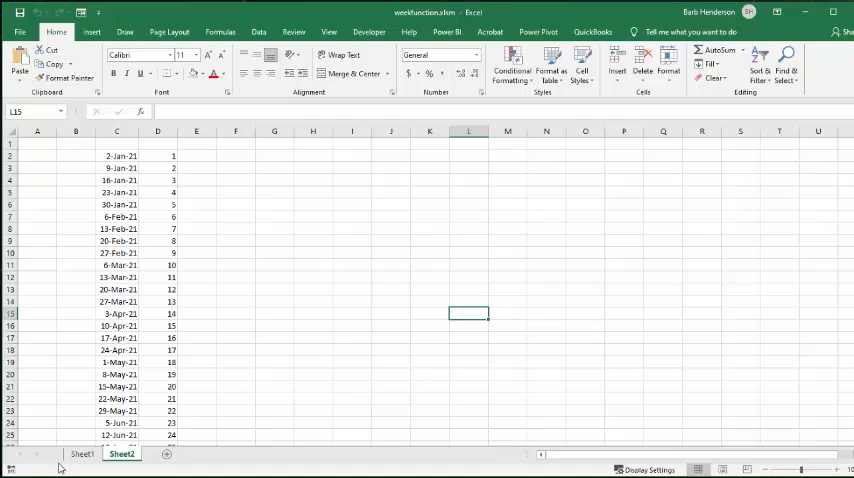 weekfunction.xlsm - Excel
Barb Henderson
BH
File Home Insert Draw Page Layout Formulas Data Review View Developer Help Acrobat Power BI Power Pivot QuickBooks Tell me what you want to do
Paste
Cut
Copy
Format Painter
Clipboard
Calibri 11
B I U
Font
Wrap Text
Merge & Center
Alignment
General
$ %
Number
Conditional Formatting
Format as Table
Cell Styles
Styles
Insert Delete Format
Cells
AutoSum
Fill
Clear
Sort & Filter
Find & Select
Editing
L15
fx
A B C D E F G H I J K L M N O P Q R S T U
1
2 2-Jan-21 1
3 9-Jan-21 2
4 16-Jan-21 3
5 23-Jan-21 4
6 30-Jan-21 5
7 6-Feb-21 6
8 13-Feb-21 7
9 20-Feb-21 8
10 27-Feb-21 9
11 6-Mar-21 10
12 13-Mar-21 11
13 20-Mar-21 12
14 27-Mar-21 13
15 3-Apr-21 14
16 10-Apr-21 15
17 17-Apr-21 16
18 24-Apr-21 17
19 1-May-21 18
20 8-May-21 19
21 15-May-21 20
22 22-May-21 21
23 29-May-21 22
24 5-Jun-21 23
25 12-Jun-21 24
Sheet1 Sheet2
Display Settings